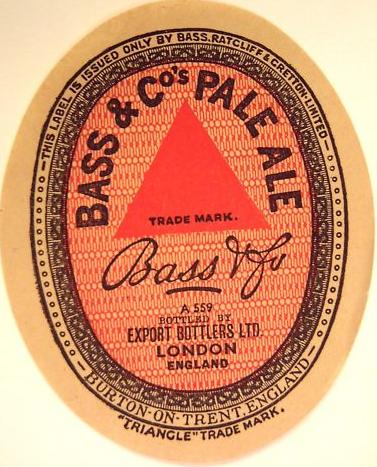 THIS LABEL IS ISSUED ONLY BY BASS, RATCLIFF & GRETTON. LIMITED
BASS & Co's PALE ALE
TRADE MARK.
Bass & Co
A 559
BOTTLED BY
EXPORT BOTTLERS LTD.
LONDON
ENGLAND
BURTON-ON-TRENT, ENGLAND
"TRIANGLE" TRADE MARK.